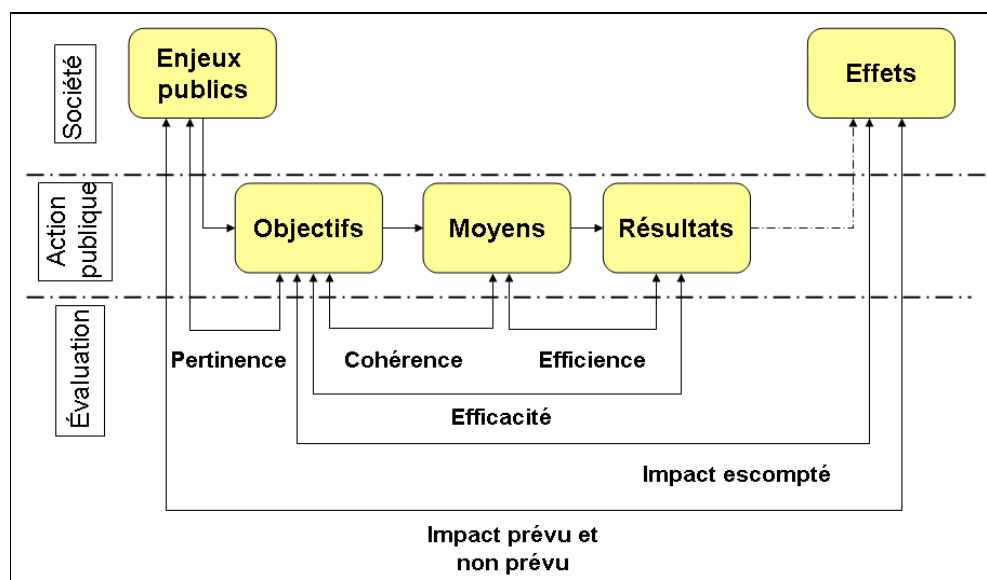 Société
Enjeux
publics
Effets
Action
publique
Objectifs
Moyens
Résultats
Évaluation
Pertinence
Cohérence
Efficience
Efficacité
Impact escompté
Impact prévu et
non prévu